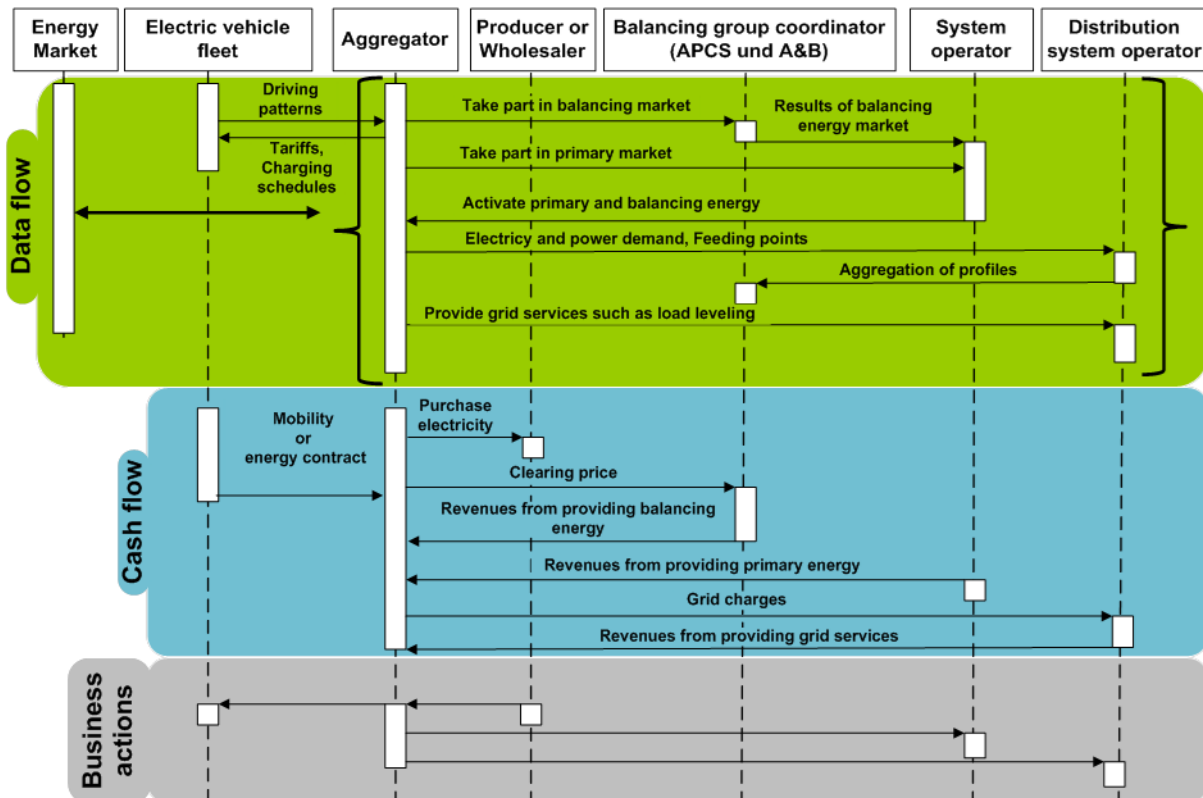 Energy
Market
Electric vehicle
fleet
Aggregator
Producer or
Wholesaler
Balancing group coordinator
(APCS und A&B)
System
operator
Distribution
system operator
Data flow
Driving
patterns
Tariffs,
Charging
schedules
Take part in balancing market
Results of balancing
energy market
Take part in primary market
Activate primary and balancing energy
Electricy and power demand, Feeding points
Aggregation of profiles
Provide grid services such as load leveling
Cash flow
Mobility
or
energy contract
Purchase
electricity
Clearing price
Revenues from providing balancing
energy
Revenues from providing primary energy
Grid charges
Revenues from providing grid services
Business
actions